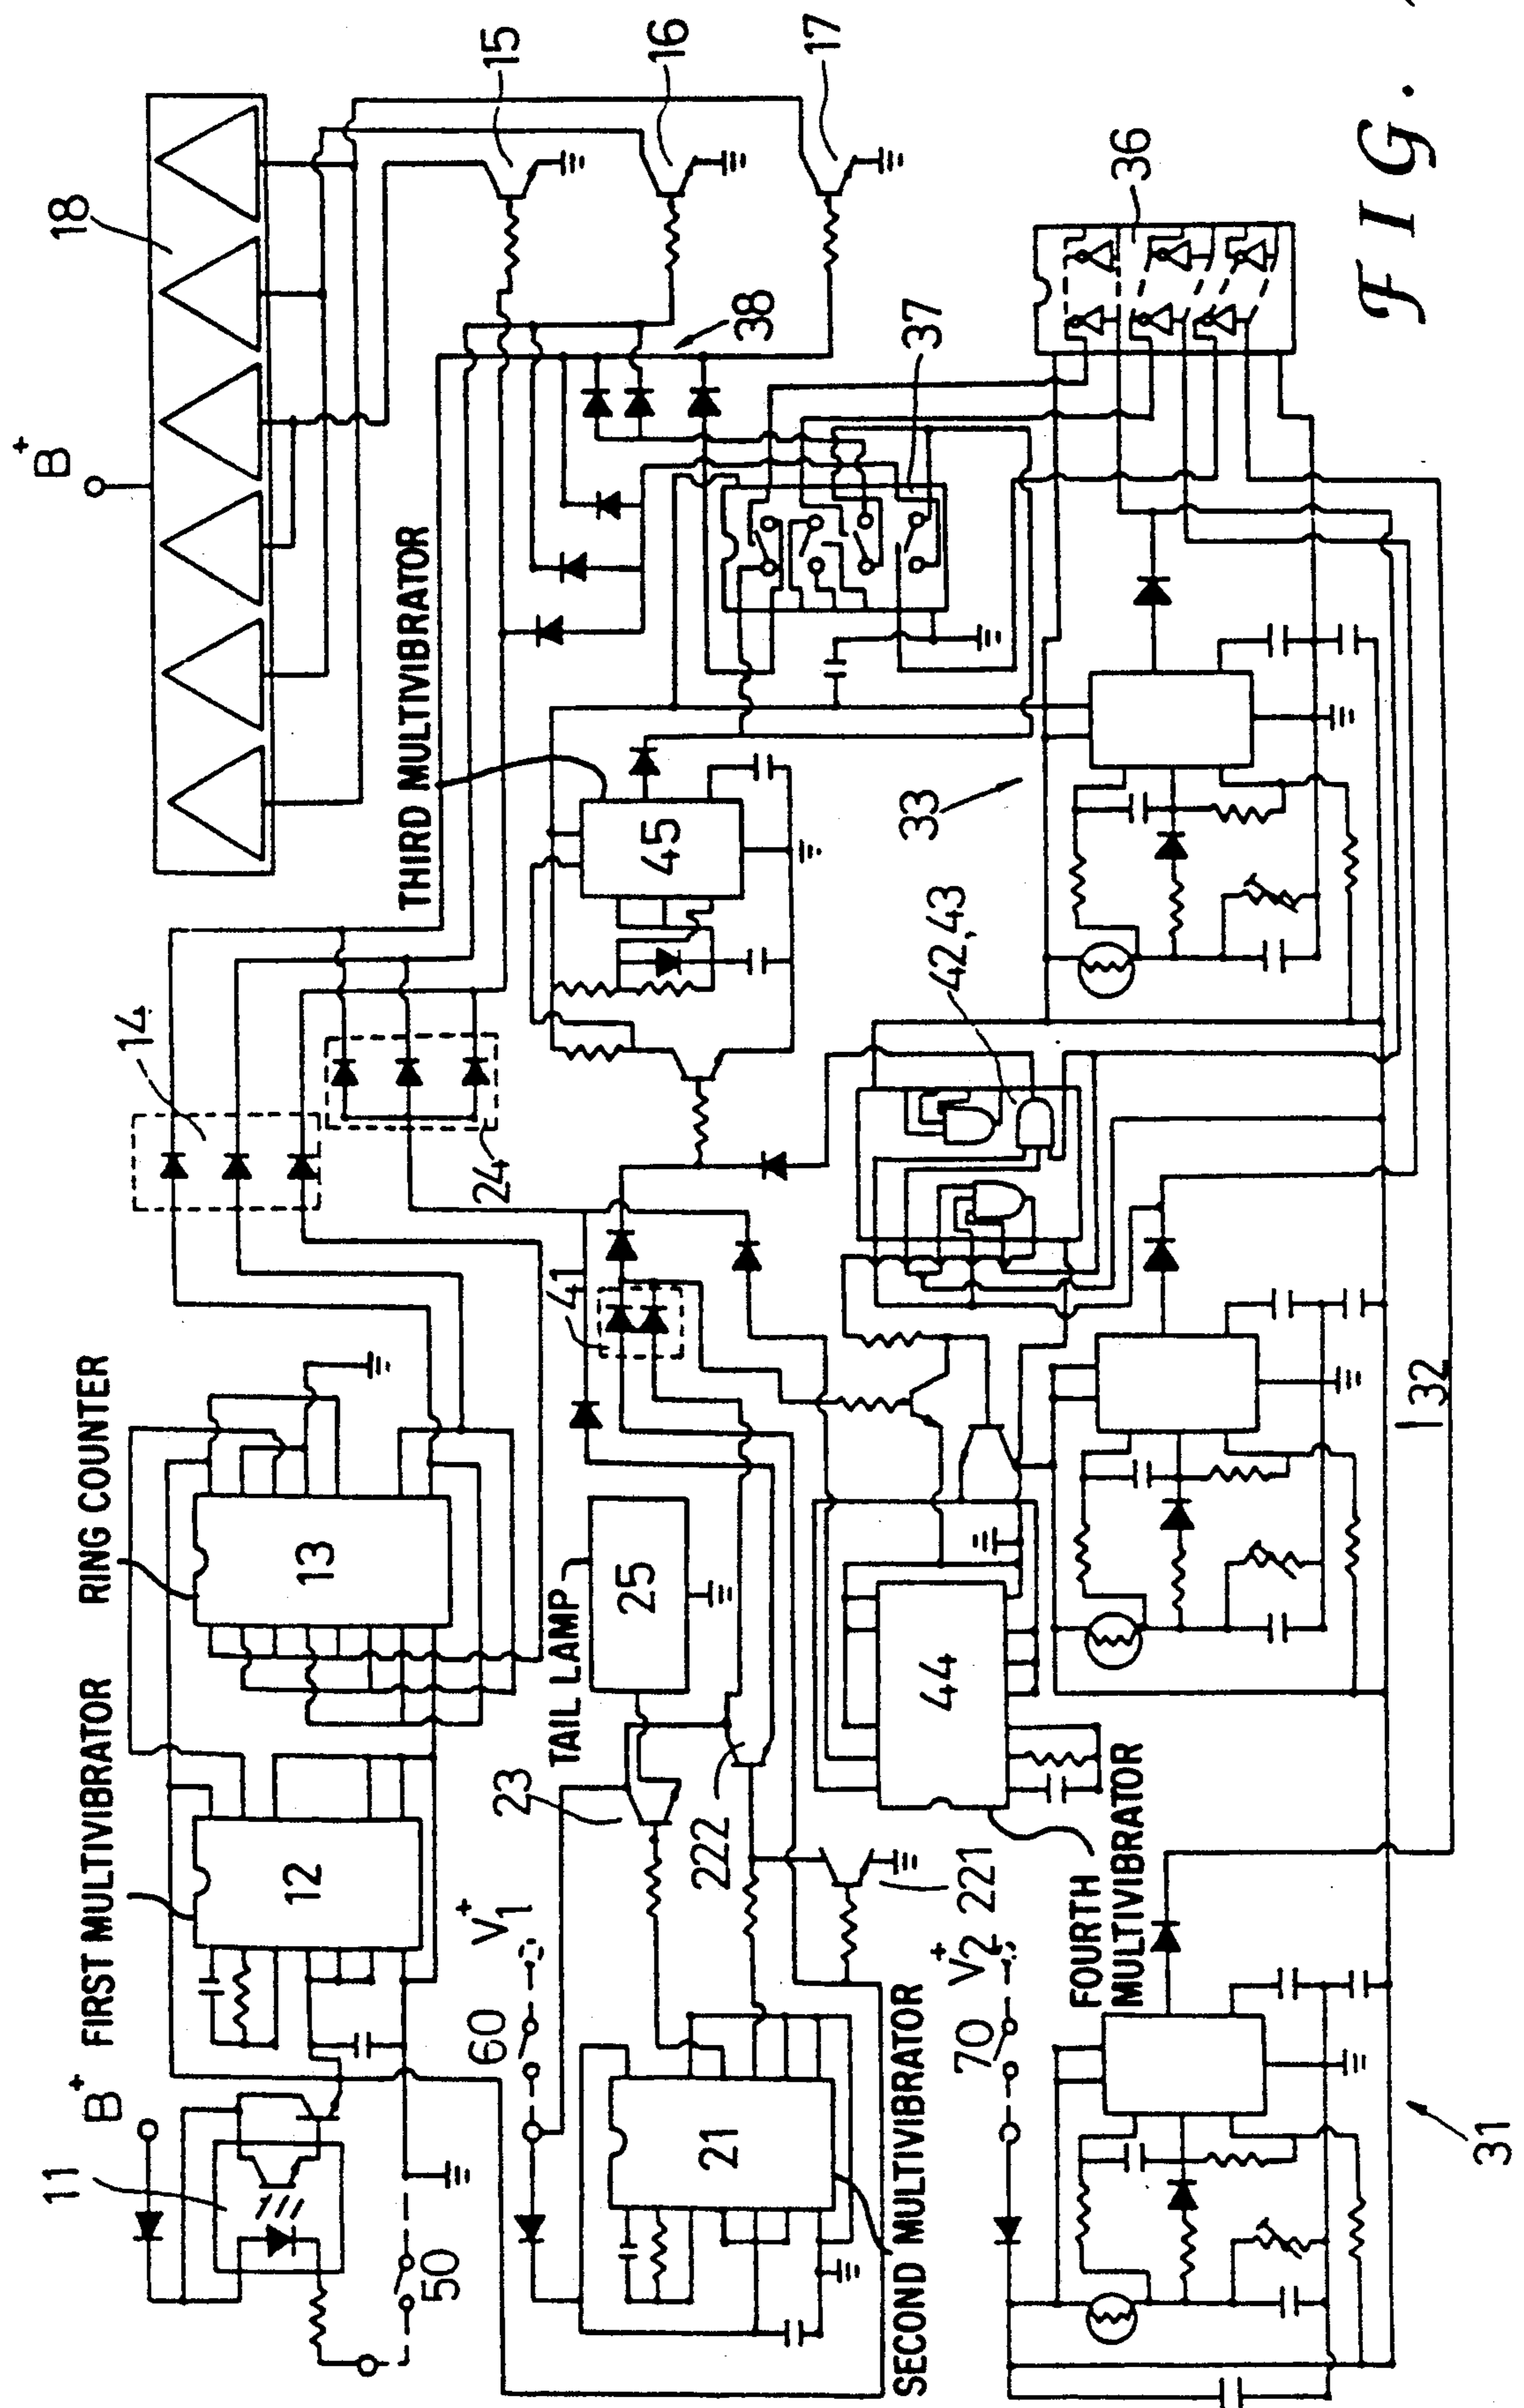 B+
18
15
16
17
38
37
36
THIRD MULTIVIBRATOR
45
33
42,43
14
24
41
RING COUNTER
13
FIRST MULTIVIBRATOR
12
TAIL LAMP
25
23
222
44
FOURTH
MULTIVIBRATOR
32
11
B+
50
60
V1+
221
21
SECOND MULTIVIBRATOR
70
V2+
31
FIG.